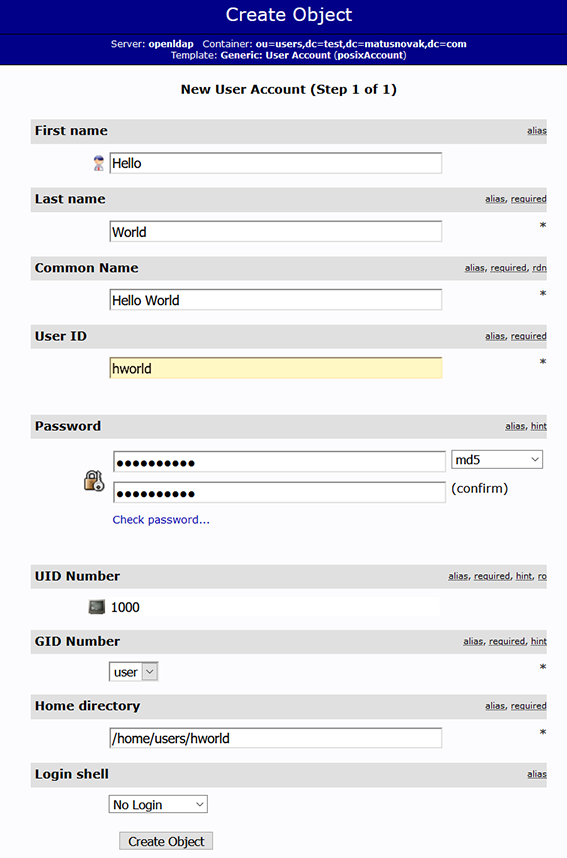 Create Object
Server: openldap Container: ou=users,dc=test,dc=matusnovak,dc=com
Template: Generic: User Account (posixAccount)
New User Account (Step 1 of 1)
First name alias
Hello
Last name alias, required
World *
Common Name alias, required, rdn
Hello World *
User ID alias, required
hworld *
Password alias, hint
●●●●●●●●●● md5
●●●●●●●●●● (confirm)
Check password...
UID Number alias, required, hint, ro
1000
GID Number alias, required, hint
user *
Home directory alias, required
/home/users/hworld *
Login shell alias
No Login
Create Object